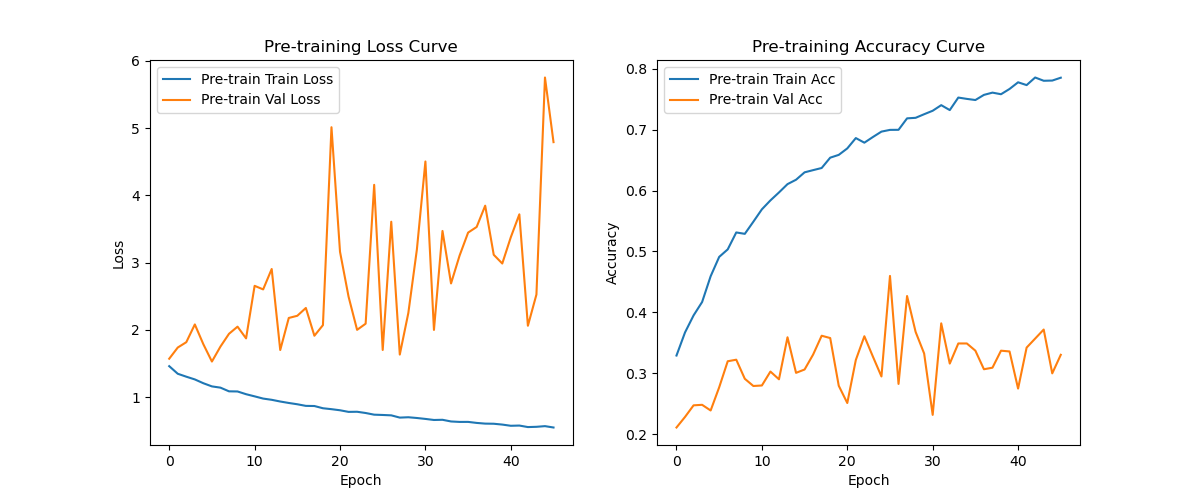 Pre-training Loss Curve
Pre-train Train Loss
Pre-train Val Loss
6
5
4
3
2
1
Loss
0
10
20
30
40
Epoch
Pre-training Accuracy Curve
Pre-train Train Acc
Pre-train Val Acc
0.8
0.7
0.6
0.5
0.4
0.3
0.2
Accuracy
0
10
20
30
40
Epoch